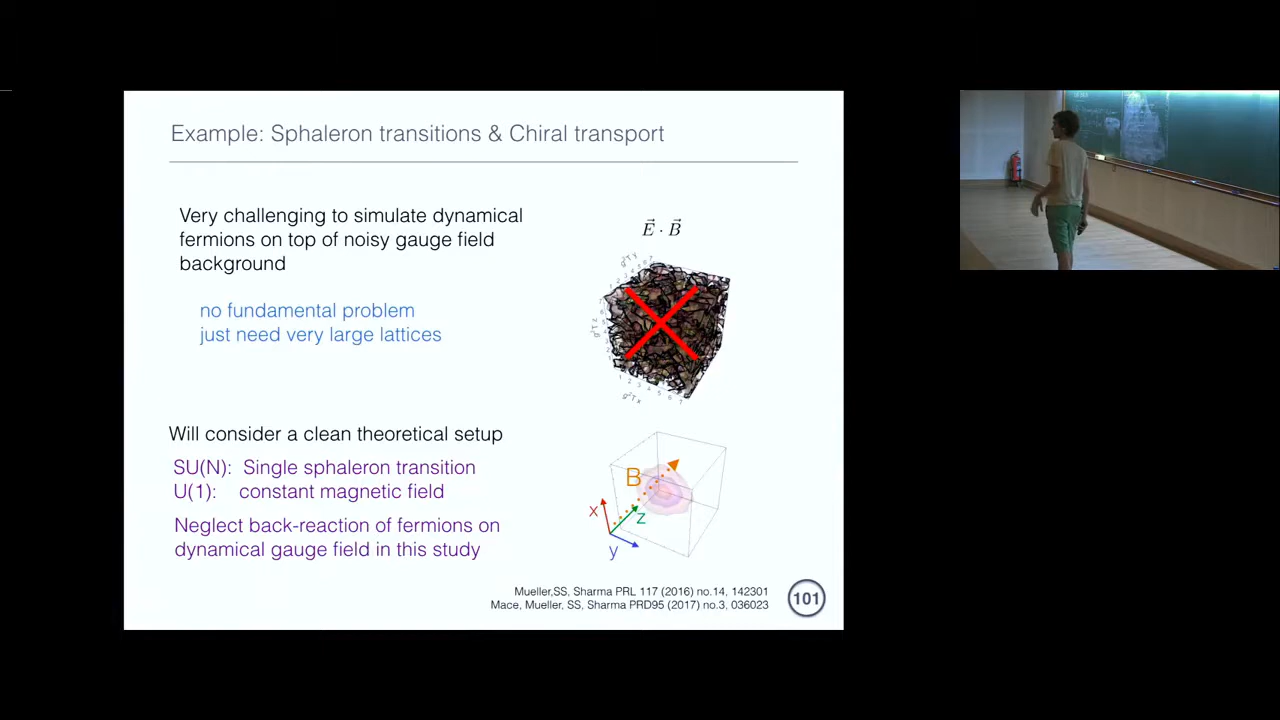 Example: Sphaleron transitions & Chiral transport
Very challenging to simulate dynamical
fermions on top of noisy gauge field
background
no fundamental problem
just need very large lattices
E⃗ · B⃗
g²Tx
Will consider a clean theoretical setup
SU(N): Single sphaleron transition
U(1): constant magnetic field
Neglect back-reaction of fermions on
dynamical gauge field in this study
B
x
z
y
Mueller,SS, Sharma PRL 117 (2016) no.14, 142301
Mace, Mueller, SS, Sharma PRD95 (2017) no.3, 036023
101